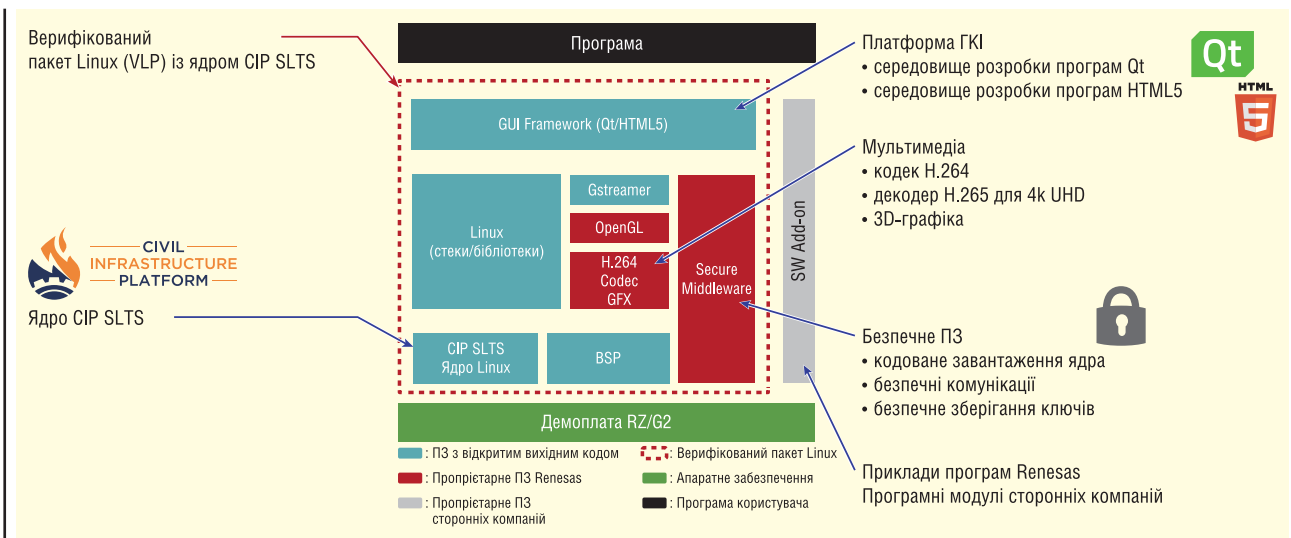 Верифікований
пакет Linux (VLP) із ядром CIP SLTS
CIVIL
INFRASTRUCTURE
PLATFORM
Ядро CIP SLTS
Програма
GUI Framework (Qt/HTML5)
Linux
(стеки/бібліотеки)
Gstreamer
OpenGL
H.264
Codec
GFX
Secure
Middleware
SW Add-on
CIP SLTS
Ядро Linux
BSP
Демоплата RZ/G2
: ПЗ з відкритим вихідним кодом
: Пропрієтарне ПЗ Renesas
: Пропрієтарне ПЗ
сторонніх компаній
: Верифікований пакет Linux
: Апаратне забезпечення
: Програма користувача
Платформа ГКІ
• середовище розробки програм Qt
• середовище розробки програм HTML5
Qt
HTML
5
Мультимедіа
• кодек H.264
• декодер H.265 для 4k UHD
• 3D-графіка
Безпечне ПЗ
• кодоване завантаження ядра
• безпечні комунікації
• безпечне зберігання ключів
Приклади програм Renesas
Програмні модулі сторонніх компаній